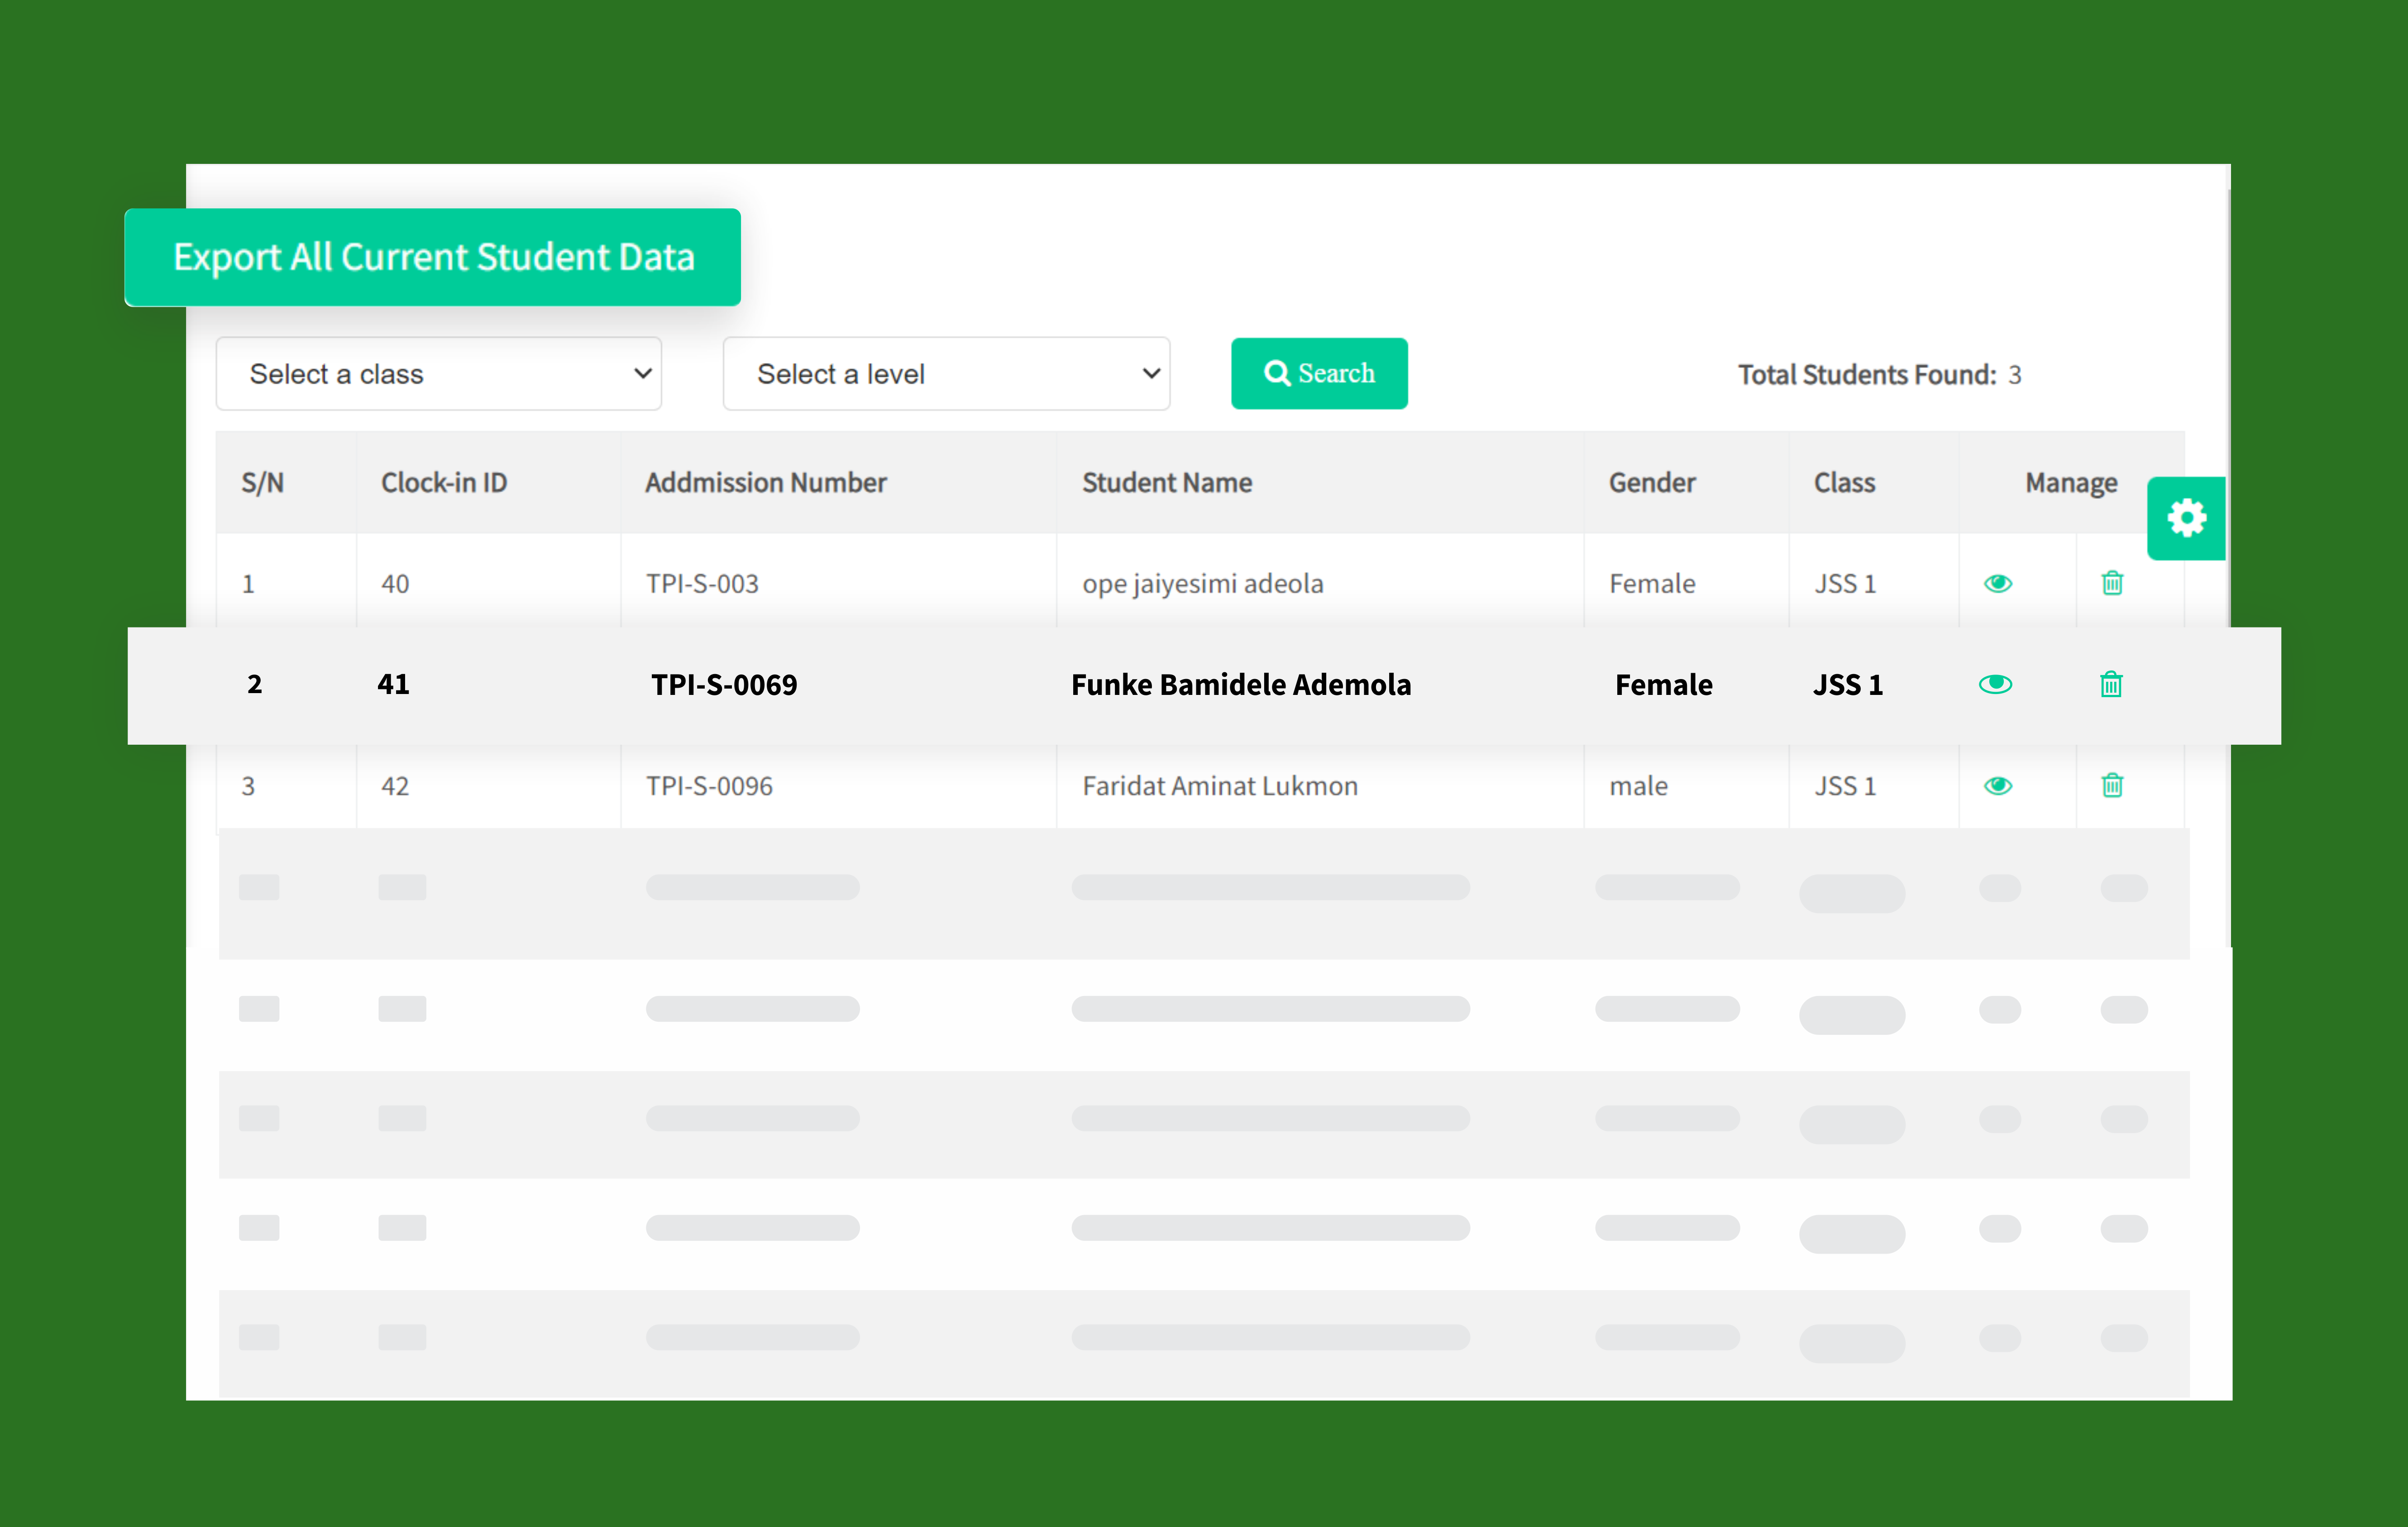 Export All Current Student Data
Select a class Select a level Search Total Students Found: 3
S/N Clock-in ID Addmission Number Student Name Gender Class Manage
1 40 TPI-S-003 ope jaiyesimi adeola Female JSS 1
2 41 TPI-S-0069 Funke Bamidele Ademola Female JSS 1
3 42 TPI-S-0096 Faridat Aminat Lukmon male JSS 1